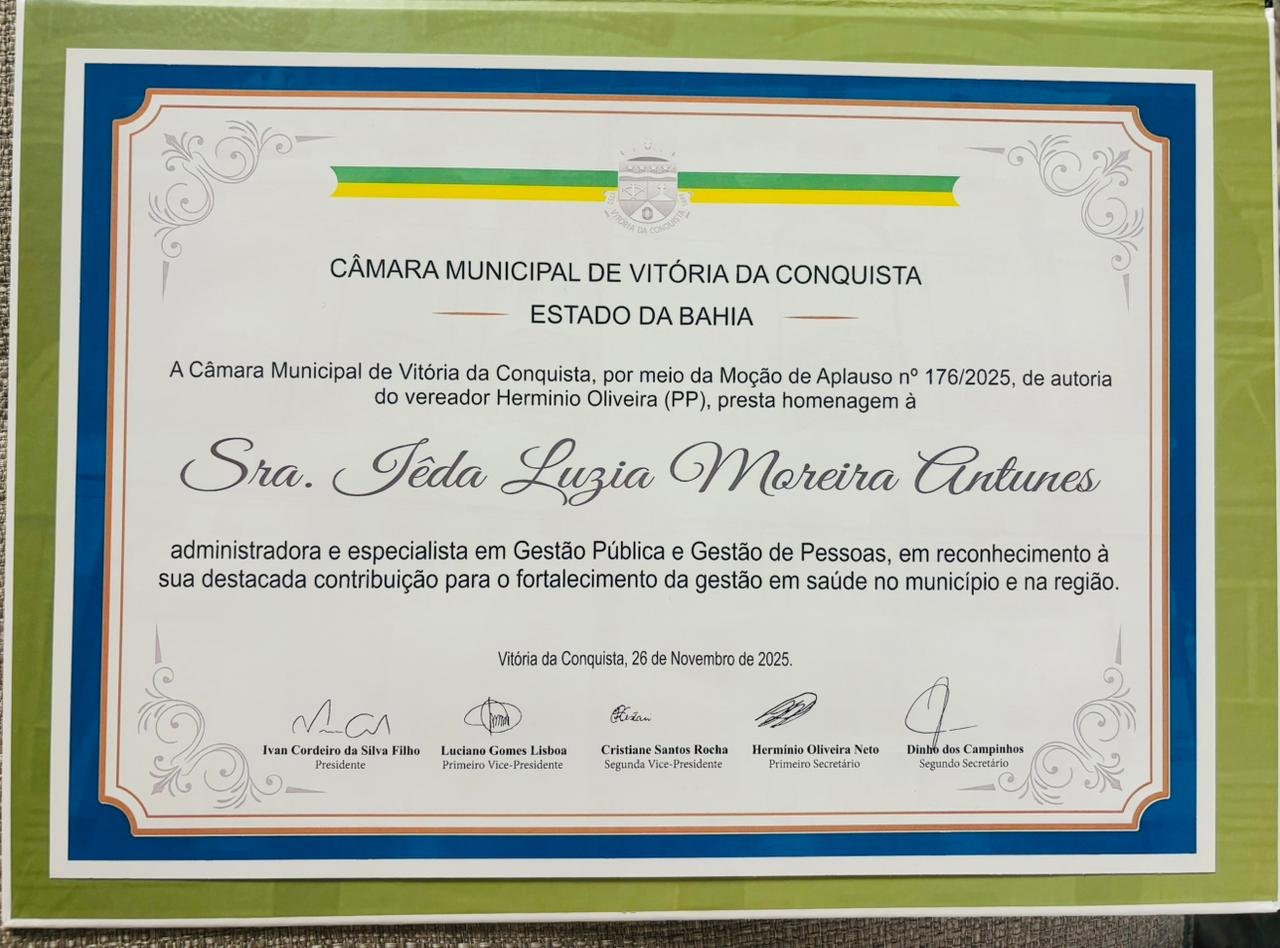 VITÓRIA DA CONQUISTA
CÂMARA MUNICIPAL DE VITÓRIA DA CONQUISTA
ESTADO DA BAHIA
A Câmara Municipal de Vitória da Conquista, por meio da Moção de Aplauso nº 176/2025, de autoria
do vereador Herminio Oliveira (PP), presta homenagem à
Sra. Iêda Luzia Moreira Antunes
administradora e especialista em Gestão Pública e Gestão de Pessoas, em reconhecimento à
sua destacada contribuição para o fortalecimento da gestão em saúde no município e na região.
Vitória da Conquista, 26 de Novembro de 2025.
Ivan Cordeiro da Silva Filho Luciano Gomes Lisboa Cristiane Santos Rocha Hermínio Oliveira Neto Dinho dos Campinhos
Presidente Primeiro Vice-Presidente Segunda Vice-Presidente Primeiro Secretário Segundo Secretário